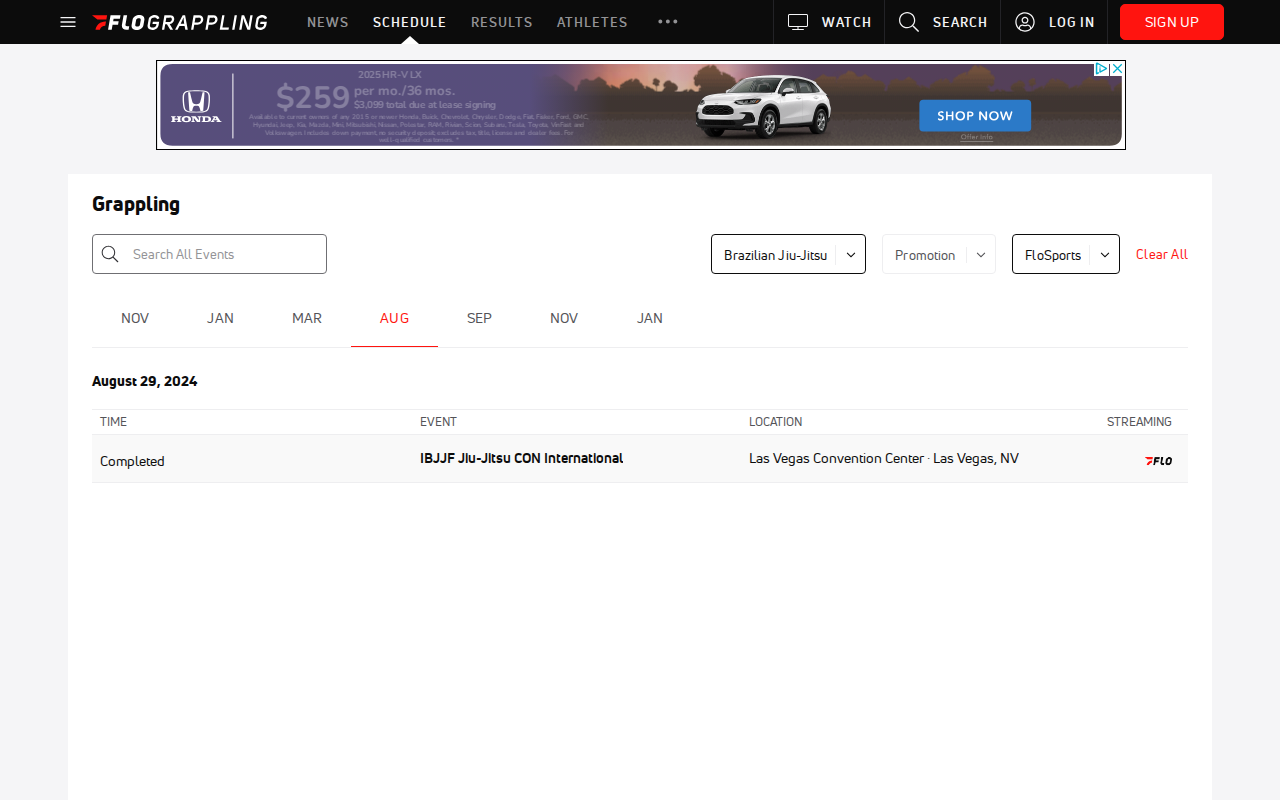 FLOGRAPPLING NEWS SCHEDULE RESULTS ATHLETES WATCH SEARCH LOG IN SIGN UP
HONDA
2025 HR-V LX
$259 per mo./36 mos.
$3,099 total due at lease signing
Available to current owners of any 2015 or newer Honda, Buick, Chevrolet, Chrysler, Dodge, Fiat, Fisker, Ford, GMC,
Hyundai, Jeep, Kia, Mazda, Mini, Mitsubishi, Nissan, Polestar, RAM, Rivian, Scion, Subaru, Tesla, Toyota, VinFast and
Volkswagen. Includes down payment, no security deposit; excludes tax, title, license and dealer fees. For
well-qualified customers. *
SHOP NOW
Offer Info
Grappling
Search All Events
Brazilian Jiu-Jitsu
Promotion
FloSports
Clear All
NOV JAN MAR AUG SEP NOV JAN
August 29, 2024
TIME EVENT LOCATION STREAMING
Completed IBJJF Jiu-Jitsu CON International Las Vegas Convention Center · Las Vegas, NV FLO